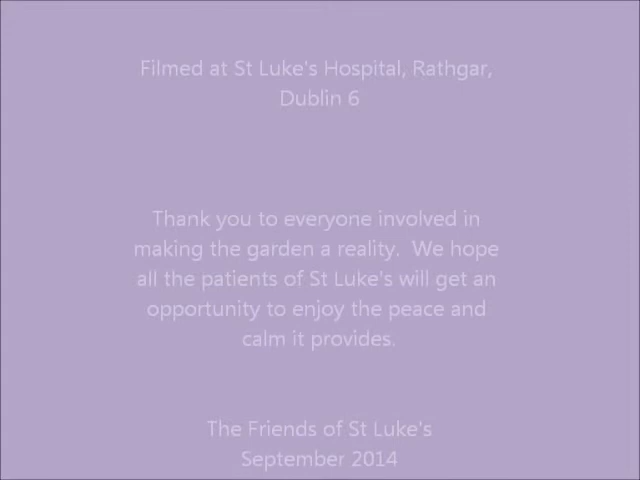 Filmed at St Luke's Hospital, Rathgar,
Dublin 6
Thank you to everyone involved in
making the garden a reality.  We hope
all the patients of St Luke's will get an
opportunity to enjoy the peace and
calm it provides.
The Friends of St Luke's
September 2014